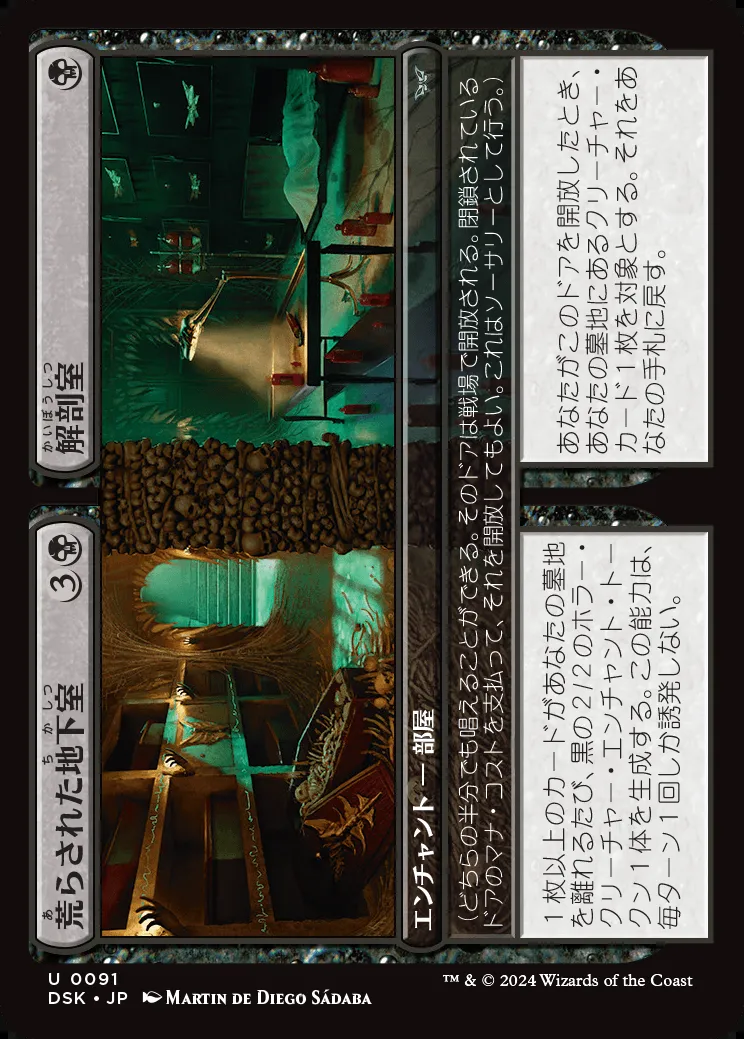 荒らされた地下室
あ
ち か しつ
3
解剖室
かいぼうしつ
エンチャント — 部屋
(どちらの半分でも唱えることができる。そのドアは戦場で開放される。閉鎖されている
ドアのマナ・コストを支払って、それを開放してもよい。これはソーサリーとして行う。)
1枚以上のカードがあなたの墓地
を離れるたび、黒の2/2のホラー・
クリーチャー・エンチャント・トー
クン1体を生成する。この能力は、
毎ターン1回しか誘発しない。
あなたがこのドアを開放したとき、
あなたの墓地にあるクリーチャー・
カード1枚を対象とする。それをあ
なたの手札に戻す。
U 0091
DSK • JP MARTIN DE DIEGO SÁDABA
™ & © 2024 Wizards of the Coast